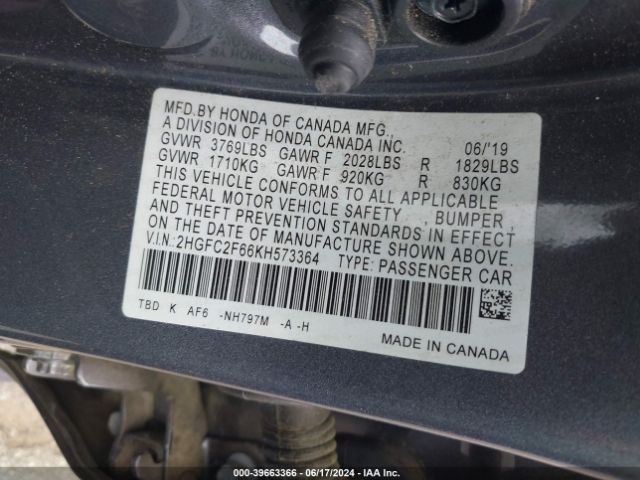 MFD.BY HONDA OF CANADA MFG.,
A DIVISION OF HONDA CANADA INC. 06/'19
GVWR 3769LBS GAWR F 2028LBS R 1829LBS
GVWR 1710KG GAWR F 920KG R 830KG
THIS VEHICLE CONFORMS TO ALL APPLICABLE
FEDERAL MOTOR VEHICLE SAFETY , BUMPER ,
AND THEFT PREVENTION STANDARDS IN EFFECT
ON THE DATE OF MANUFACTURE SHOWN ABOVE.
V.I.N.: 2HGFC2F66KH573364 TYPE: PASSENGER CAR
TBD K AF6 -NH797M -A -H
MADE IN CANADA
000-39663366 - 06/17/2024 - IAA Inc.